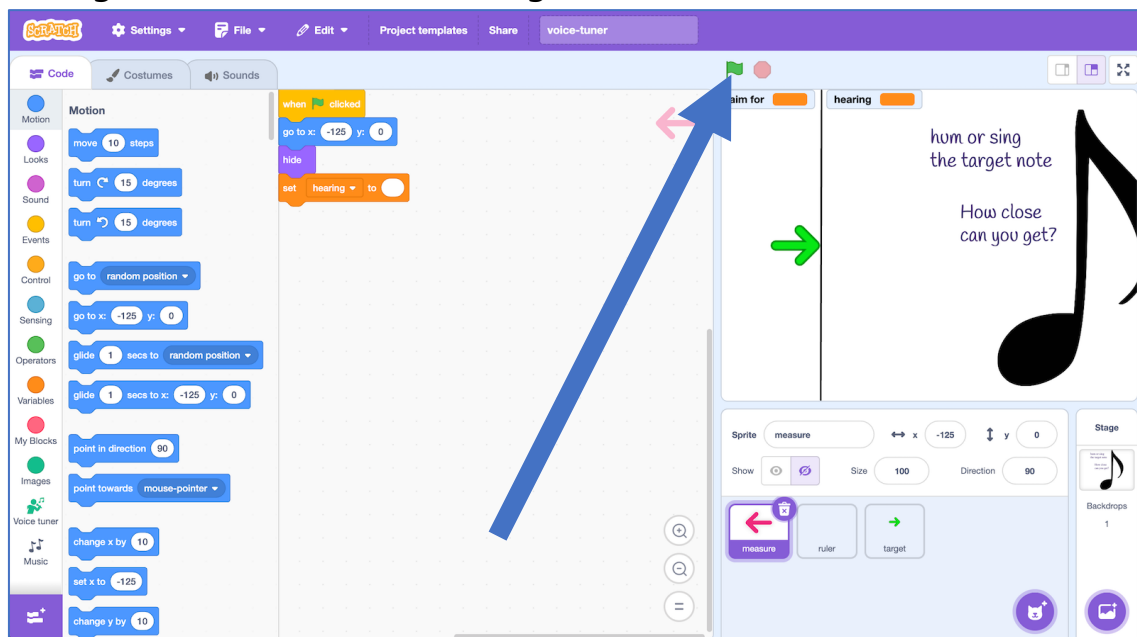 SCRATCH Settings File Edit Project templates Share voice-tuner
Code Costumes Sounds
Motion
Looks
Sound
Events
Control
Sensing
Operators
Variables
My Blocks
Images
Voice tuner
Music
Motion
move 10 steps
turn 15 degrees
turn 15 degrees
go to random position
go to x: -125 y: 0
glide 1 secs to random position
glide 1 secs to x: -125 y: 0
point in direction 90
point towards mouse-pointer
change x by 10
set x to -125
change y by 10
when clicked
go to x: -125 y: 0
hide
set hearing to
aim for hearing
hum or sing
the target note
How close
can you get?
Sprite measure x -125 y 0
Show Size 100 Direction 90
measure ruler target
Stage
Backdrops
1